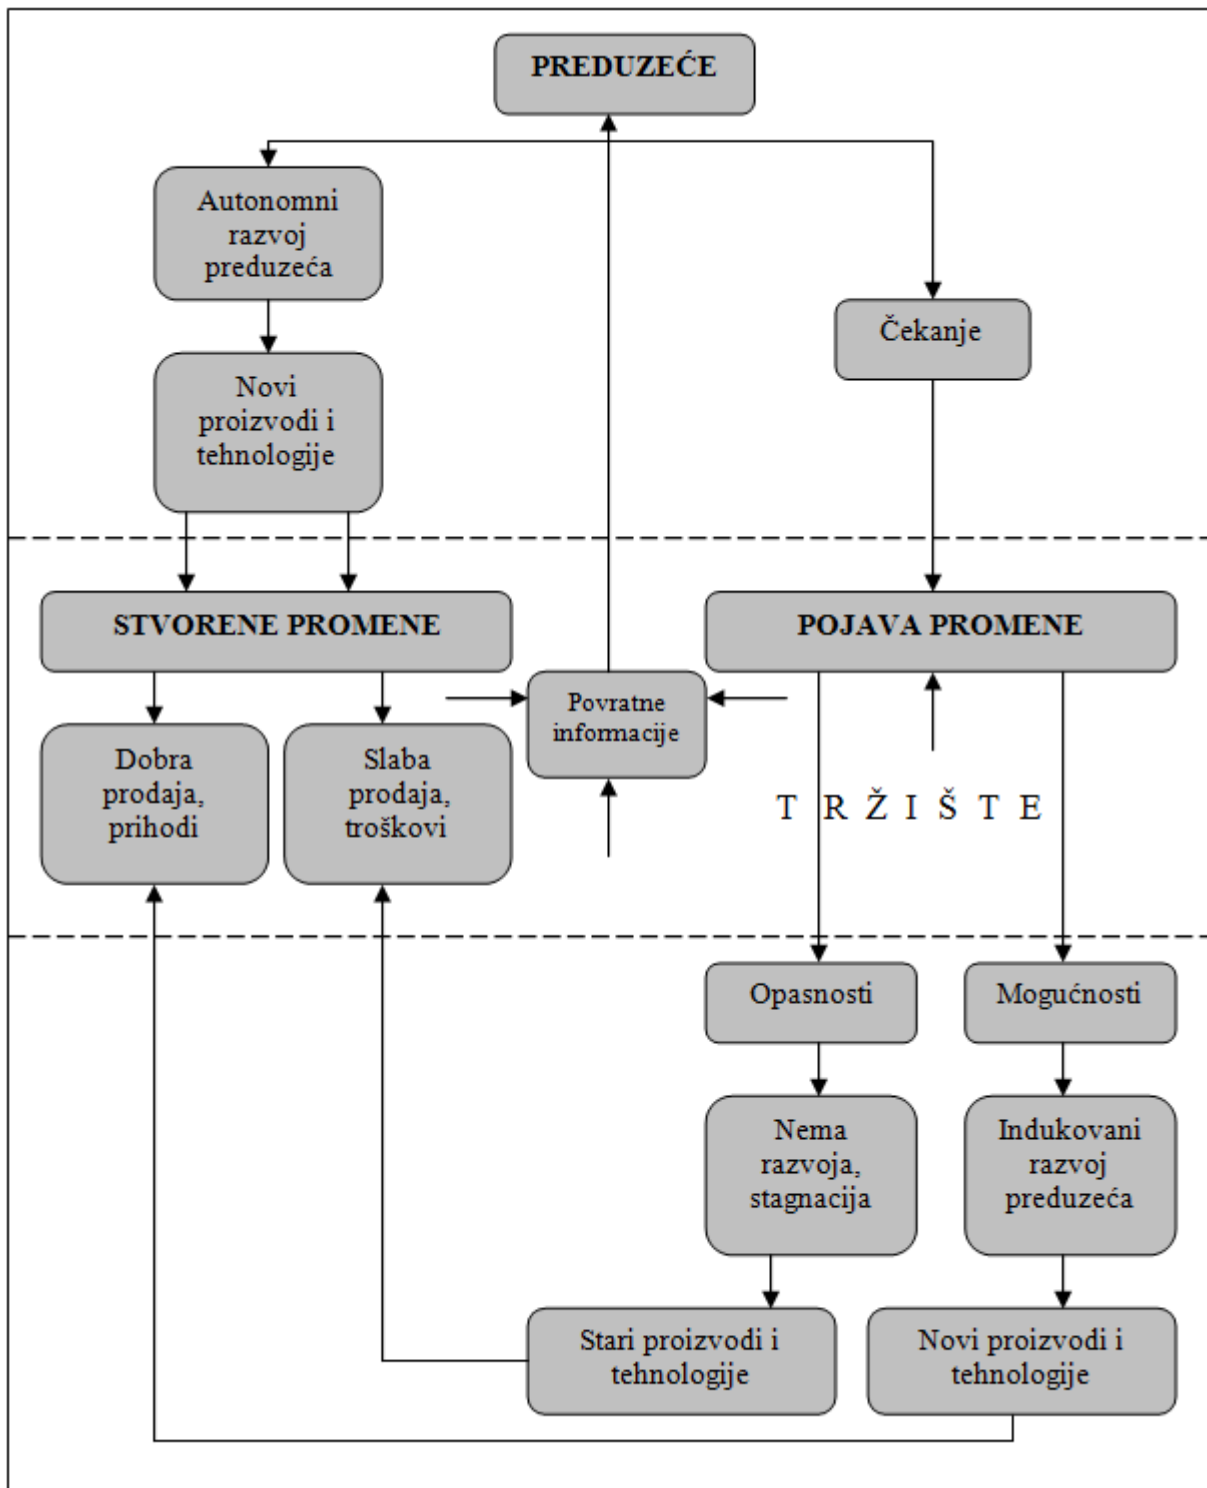 PREDUZEĆE
Autonomni
razvoj
preduzeća
Čekanje
Novi
proizvodi i
tehnologije
STVORENE PROMENE
POJAVA PROMENE
Povratne
informacije
Dobra
prodaja,
prihodi
Slaba
prodaja,
troškovi
T R Ž I Š T E
Opasnosti
Mogućnosti
Nema
razvoja,
stagnacija
Indukovani
razvoj
preduzeća
Stari proizvodi i
tehnologije
Novi proizvodi i
tehnologije